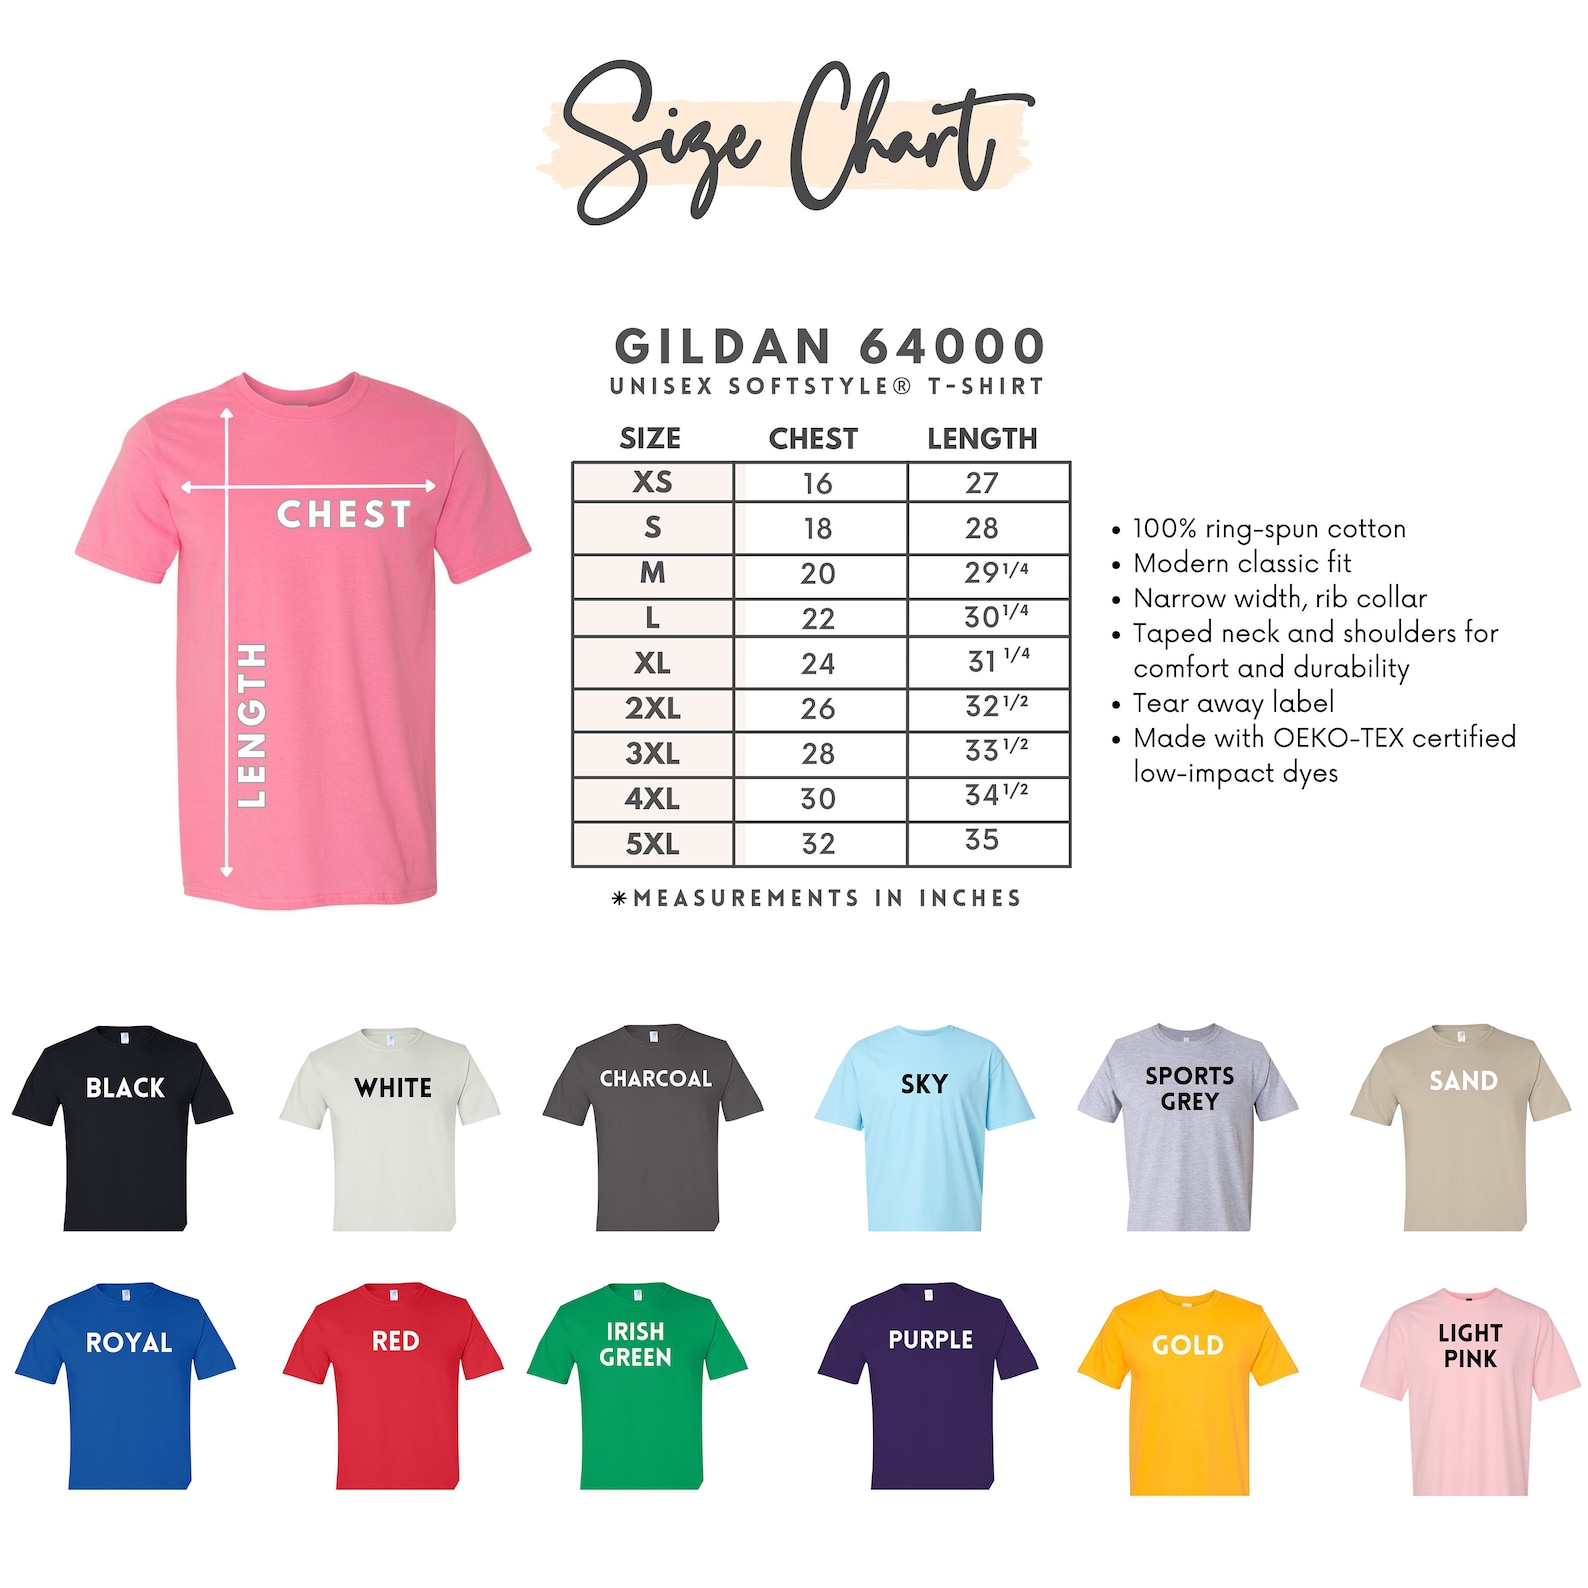 Size Chart
GILDAN 64000
UNISEX SOFTSTYLE® T-SHIRT
SIZE CHEST LENGTH
XS 16 27
S 18 28
M 20 29 1/4
L 22 30 1/4
XL 24 31 1/4
2XL 26 32 1/2
3XL 28 33 1/2
4XL 30 34 1/2
5XL 32 35
*MEASUREMENTS IN INCHES
CHEST
LENGTH
• 100% ring-spun cotton
• Modern classic fit
• Narrow width, rib collar
• Taped neck and shoulders for
comfort and durability
• Tear away label
• Made with OEKO-TEX certified
low-impact dyes
BLACK
WHITE
CHARCOAL
SKY
SPORTS
GREY
SAND
ROYAL
RED
IRISH
GREEN
PURPLE
GOLD
LIGHT
PINK